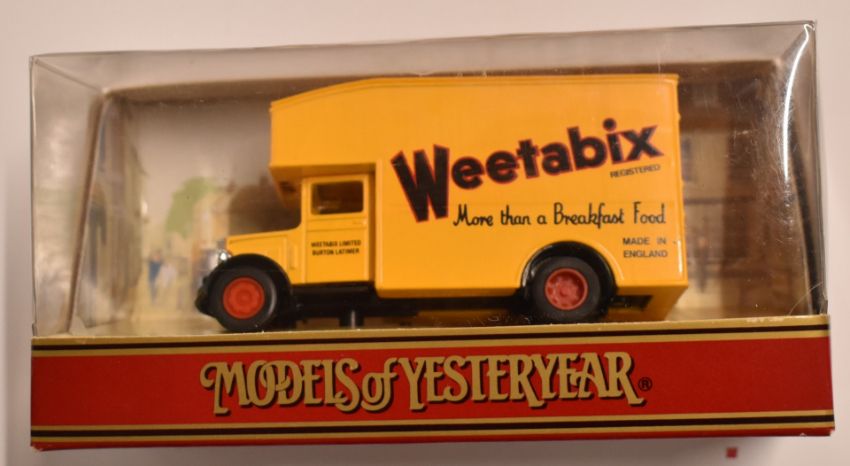 Weetabix
REGISTERED
More than a Breakfast Food
MADE IN
ENGLAND
WEETABIX LIMITED
BURTON LATIMER
MODELS of YESTERYEAR®